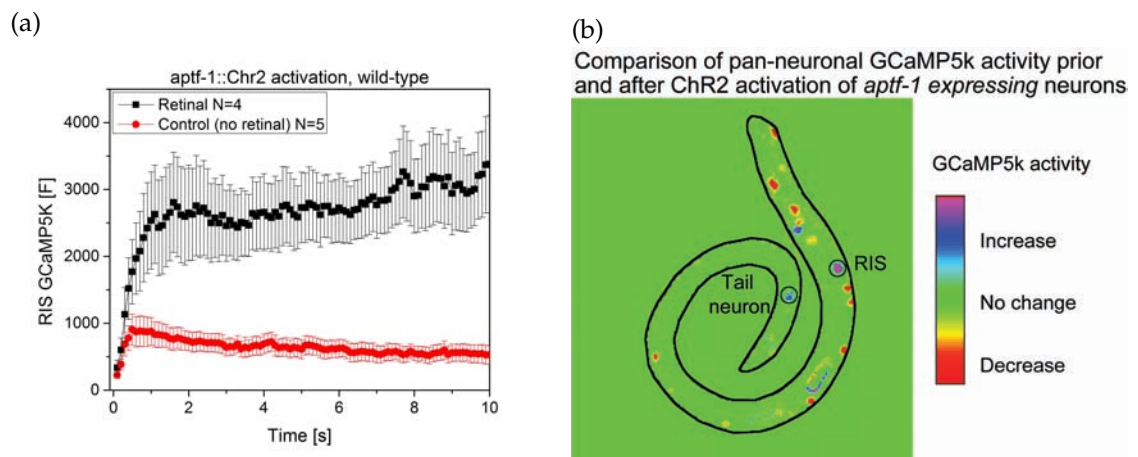 (a)
aptf-1::Chr2 activation, wild-type
Retinal N=4
Control (no retinal) N=5
4000
3000
2000
1000
0
RIS GCaMP5K [F]
0 2 4 6 8 10
Time [s]
(b)
Comparison of pan-neuronal GCaMP5k activity prior
and after ChR2 activation of aptf-1 expressing neurons
GCaMP5k activity
Increase
No change
Decrease
RIS
Tail
neuron